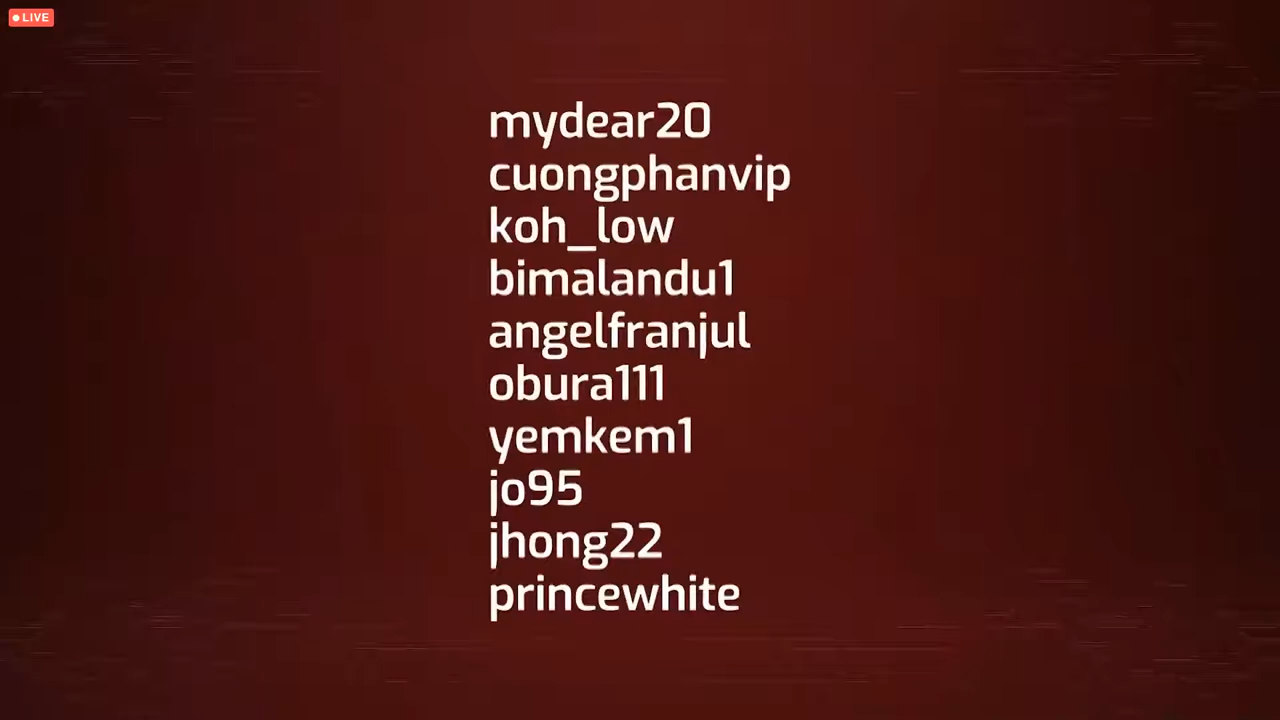 LIVE
mydear20
cuongphanvip
koh_low
bimalandu1
angelfranjul
obura111
yemkem1
jo95
jhong22
princewhite